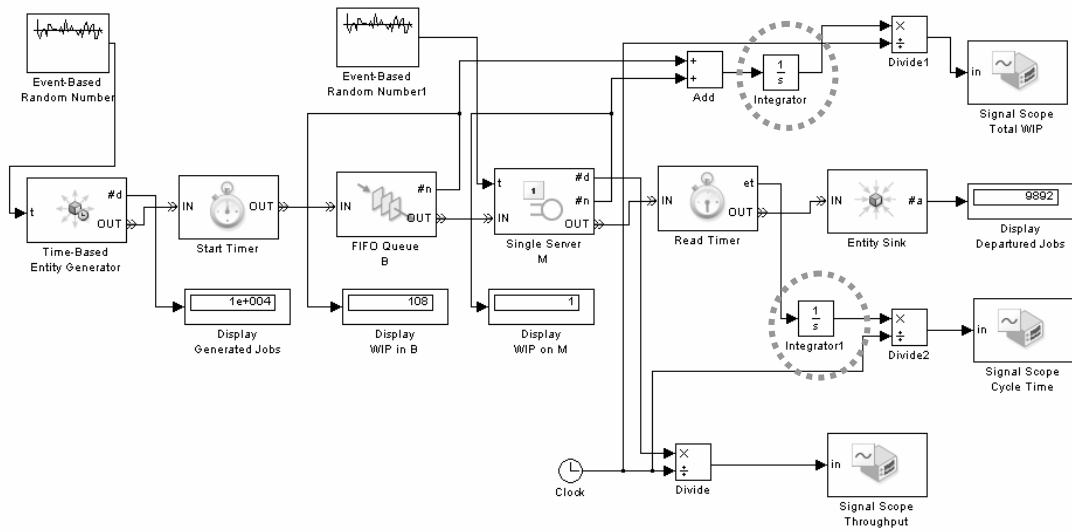 Event-Based
Random Number
Event-Based
Random Number1
+
+
Add
1
s
Integrator
×
÷
Divide1
in
Signal Scope
Total WIP
t
#d
OUT
Time-Based
Entity Generator
IN
OUT
Start Timer
IN
#n
OUT
FIFO Queue
B
t
IN
1
#d
#n
OUT
Single Server
M
IN
et
OUT
Read Timer
IN
#a
Entity Sink
9892
Display
Departured Jobs
1e+004
Display
Generated Jobs
108
Display
WIP in B
1
Display
WIP on M
1
s
Integrator1
×
÷
Divide2
in
Signal Scope
Cycle Time
Clock
×
÷
Divide
in
Signal Scope
Throughput